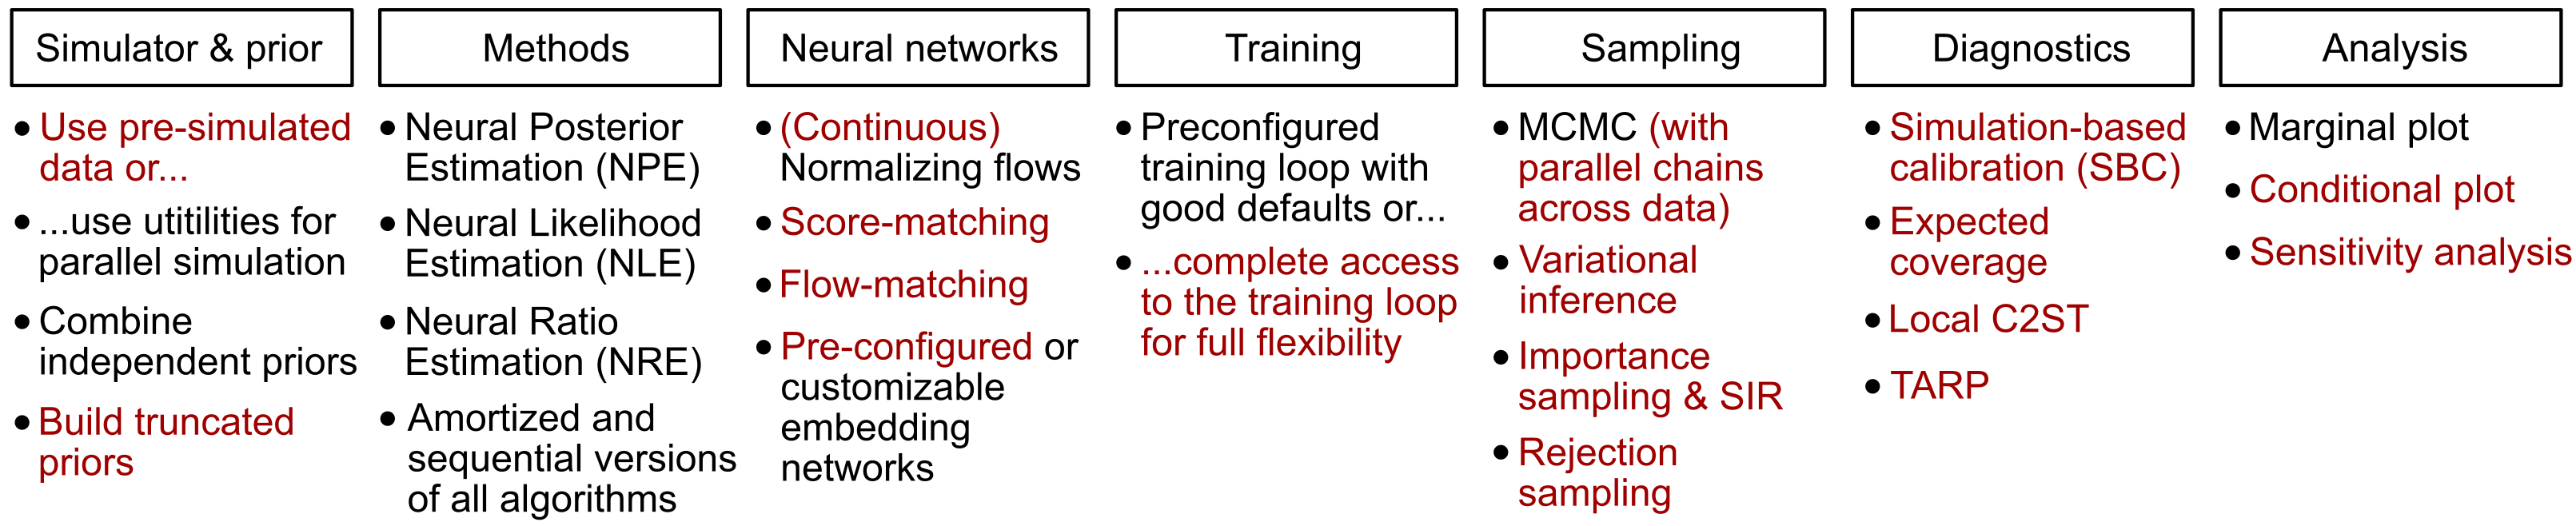 Simulator & prior
• Use pre-simulated
data or...
• ...use utitilities for
parallel simulation
• Combine
independent priors
• Build truncated
priors
Methods
• Neural Posterior
Estimation (NPE)
• Neural Likelihood
Estimation (NLE)
• Neural Ratio
Estimation (NRE)
• Amortized and
sequential versions
of all algorithms
Neural networks
• (Continuous)
Normalizing flows
• Score-matching
• Flow-matching
• Pre-configured or
customizable
embedding
networks
Training
• Preconfigured
training loop with
good defaults or...
• ...complete access
to the training loop
for full flexibility
Sampling
• MCMC (with
parallel chains
across data)
• Variational
inference
• Importance
sampling & SIR
• Rejection
sampling
Diagnostics
• Simulation-based
calibration (SBC)
• Expected
coverage
• Local C2ST
• TARP
Analysis
• Marginal plot
• Conditional plot
• Sensitivity analysis